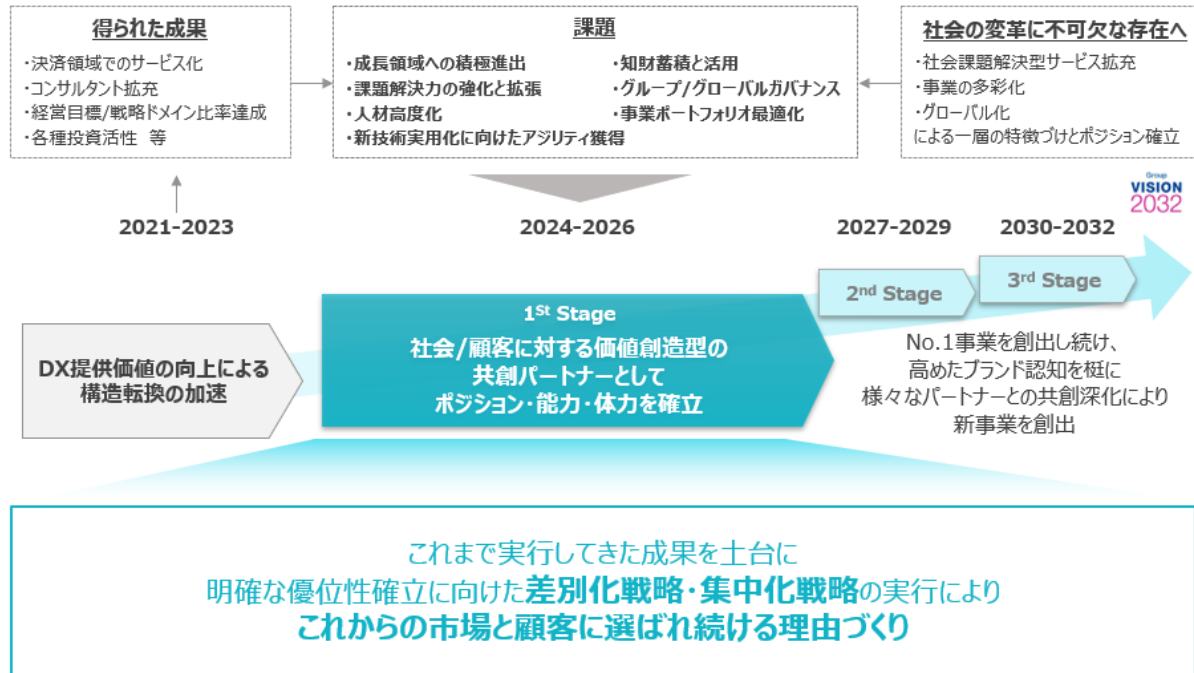 得られた成果
・決済領域でのサービス化
・コンサルタント拡充
・経営目標/戦略ドメイン比率達成
・各種投資活性 等
課題
・成長領域への積極進出
・課題解決力の強化と拡張
・人材高度化
・新技術実用化に向けたアジリティ獲得
・知財蓄積と活用
・グループ/グローバルガバナンス
・事業ポートフォリオ最適化
社会の変革に不可欠な存在へ
・社会課題解決型サービス拡充
・事業の多彩化
・グローバル化
による一層の特徴づけとポジション確立
Group
VISION
2032
2021-2023
2024-2026
2027-2029
2030-2032
DX提供価値の向上による
構造転換の加速
1St Stage
社会/顧客に対する価値創造型の
共創パートナーとして
ポジション・能力・体力を確立
2nd Stage
3rd Stage
No.1事業を創出し続け、
高めたブランド認知を梃に
様々なパートナーとの共創深化により
新事業を創出
これまで実行してきた成果を土台に
明確な優位性確立に向けた差別化戦略・集中化戦略の実行により
これからの市場と顧客に選ばれ続ける理由づくり